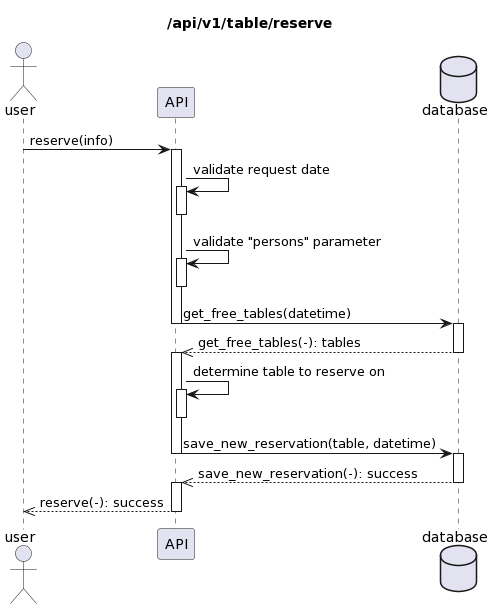 /api/v1/table/reserve
user
API
database
reserve(info)
validate request date
validate "persons" parameter
get_free_tables(datetime)
get_free_tables(-): tables
determine table to reserve on
save_new_reservation(table, datetime)
save_new_reservation(-): success
reserve(-): success
user
API
database